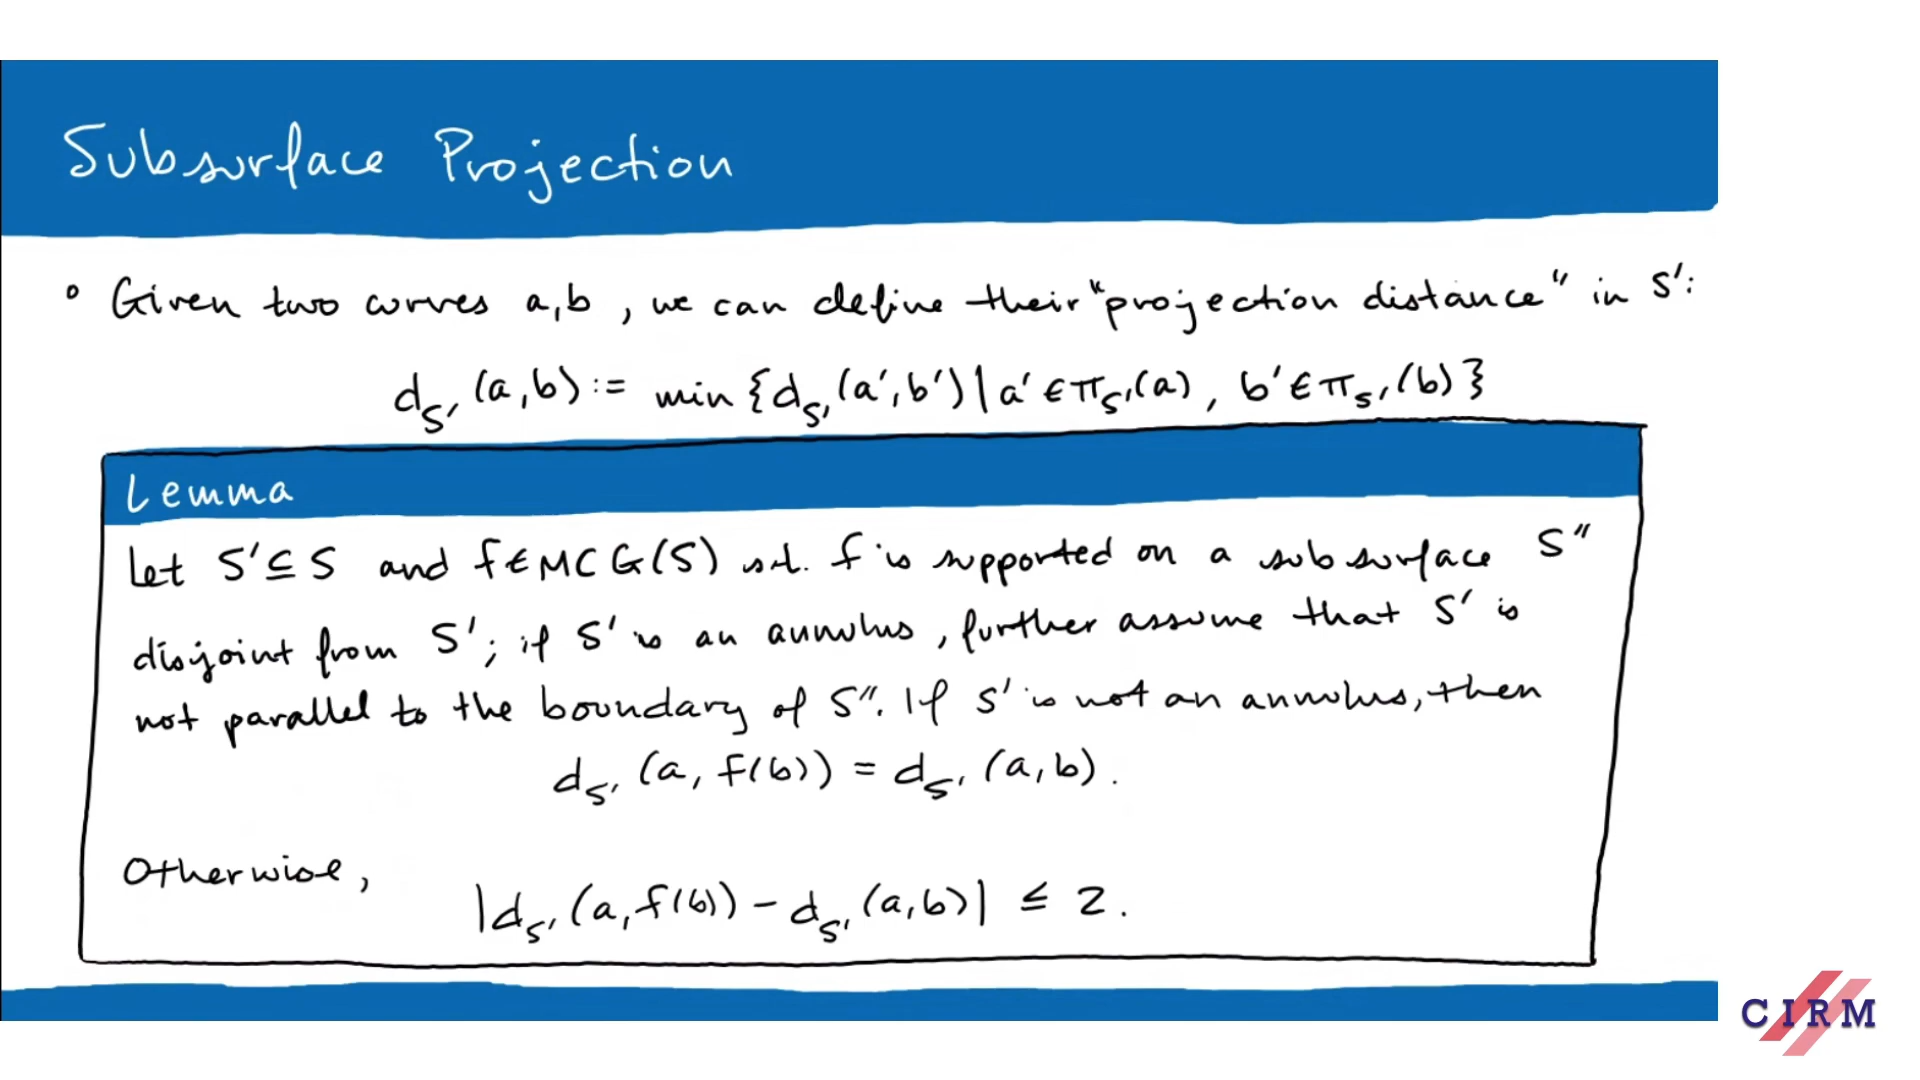 Subsurface Projection
° Given two curves a,b, we can define their "projection distance" in S':
d_{S'}(a,b) := min{d_{S'}(a',b') | a' ∈ π_{S'}(a), b' ∈ π_{S'}(b)}
Lemma
Let S' ⊆ S and f ∈ MCG(S) s.t. f is supported on a subsurface S''
disjoint from S'; if S' is an annulus, further assume that S' is
not parallel to the boundary of S''. If S' is not an annulus, then
d_{S'}(a, f(b)) = d_{S'}(a,b).
Otherwise,
|d_{S'}(a, f(b)) - d_{S'}(a,b)| ≤ 2.
CIRM